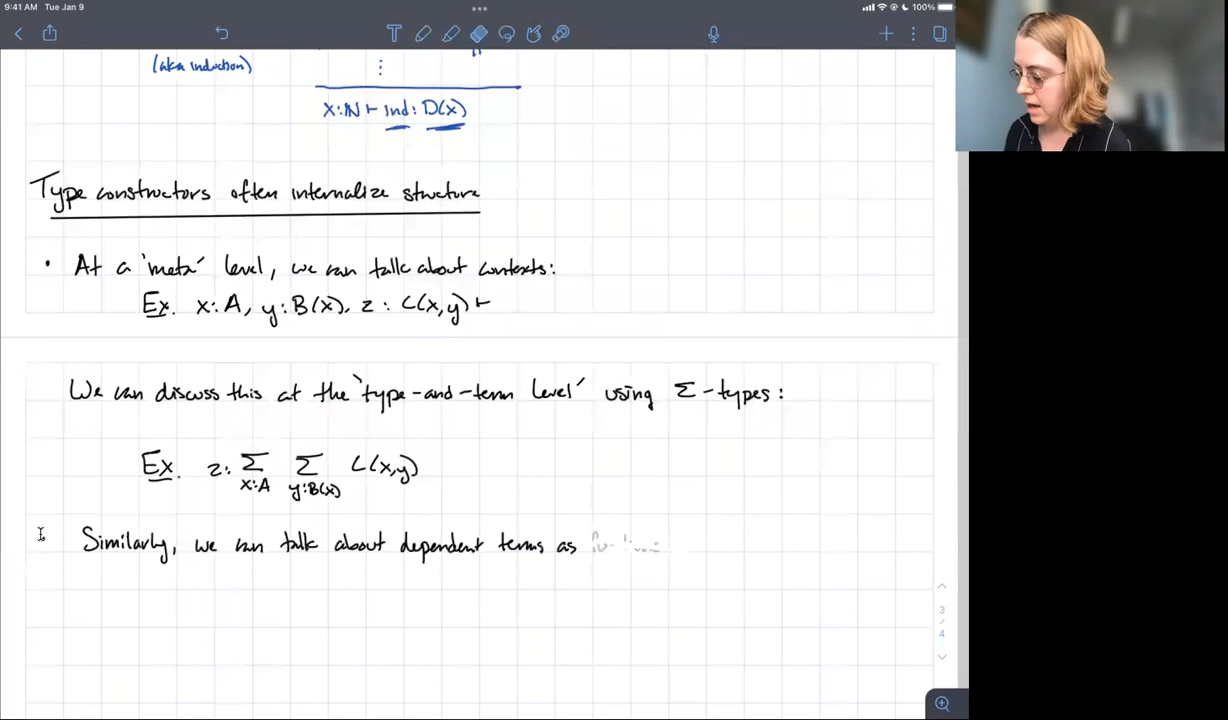 9:41 AM Tue Jan 9
100%
(aka induction)
⋮
x:ℕ ⊢ ind: D(x)
Type constructors often internalize structure
• At a 'meta' level, we can talk about contexts:
Ex. x:A, y:B(x), z: C(x,y) ⊢
We can discuss this at the 'type-and-term level' using Σ-types:
Ex. z: Σ Σ C(x,y)
x:A y:B(x)
Similarly, we can talk about dependent terms as
3
/
4